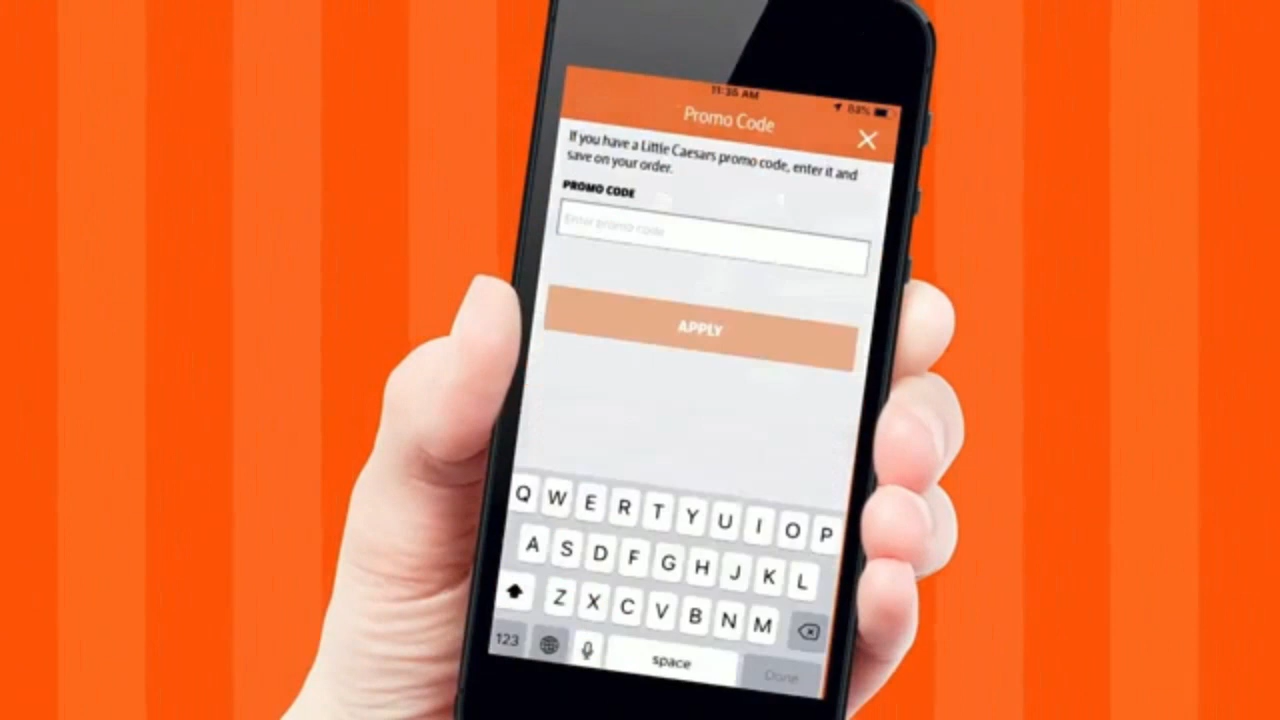 11:36 AM
88%
Promo Code
If you have a Little Caesars promo code, enter it and
save on your order.
PROMO CODE
Enter promo code
APPLY
Q W E R T Y U I O P
A S D F G H J K L
Z X C V B N M
123
space
Done